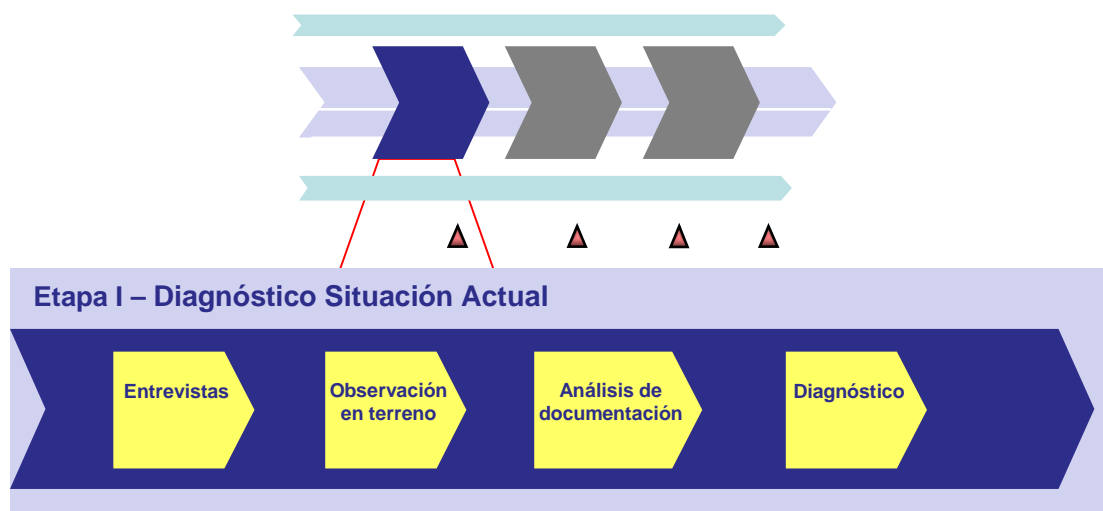 Etapa I – Diagnóstico Situación Actual
Entrevistas
Observación
en terreno
Análisis de
documentación
Diagnóstico